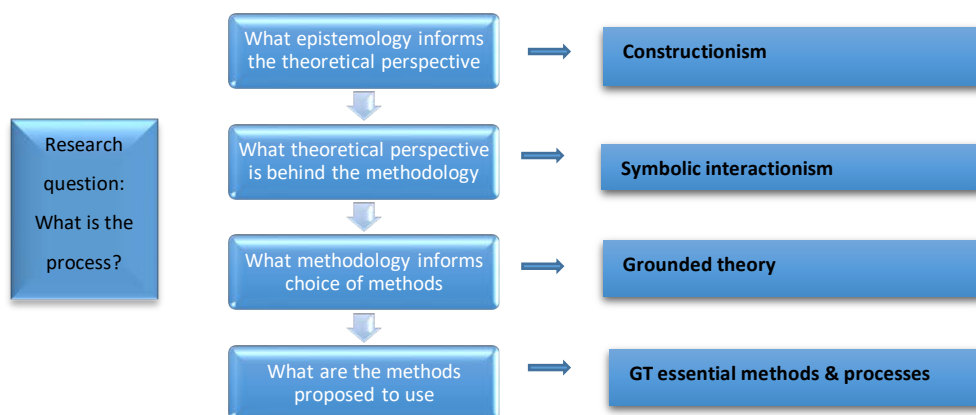 What epistemology informs
the theoretical perspective
Constructionism
Research
question:
What is the
process?
What theoretical perspective
is behind the methodology
Symbolic interactionism
What methodology informs
choice of methods
Grounded theory
What are the methods
proposed to use
GT essential methods & processes